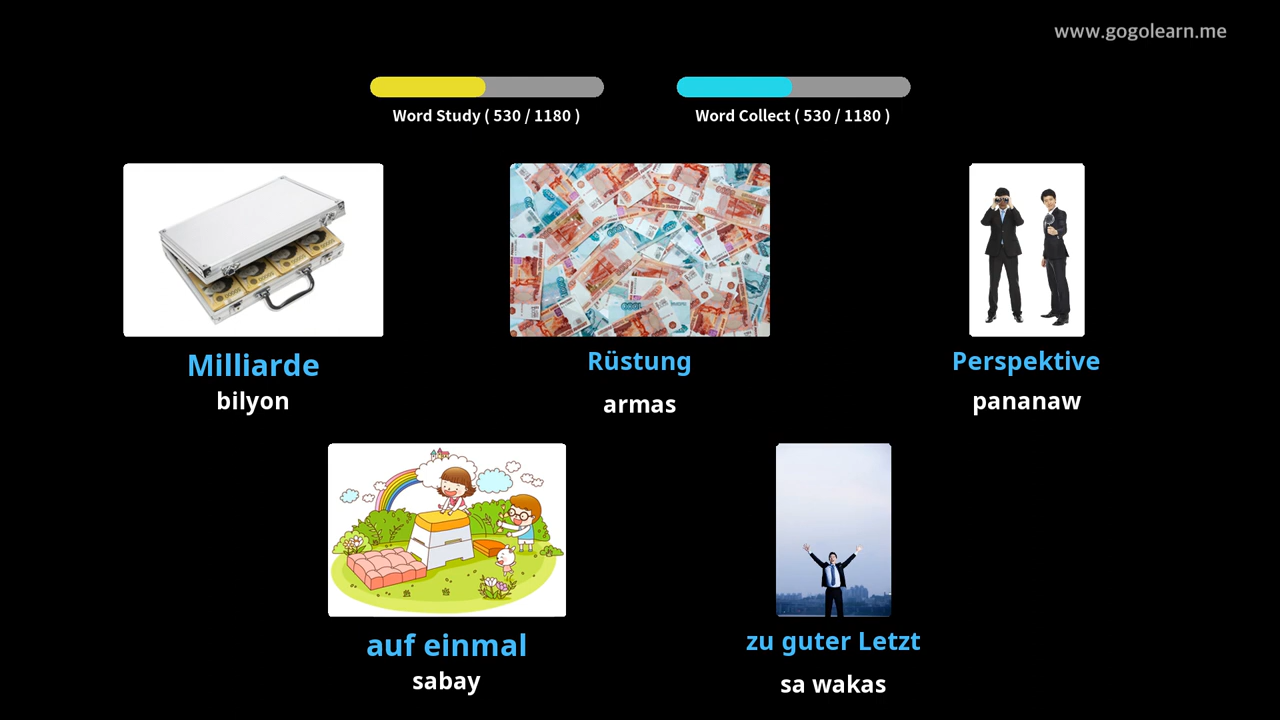 www.gogolearn.me
Word Study ( 530 / 1180 )
Word Collect ( 530 / 1180 )
Milliarde
bilyon
Rüstung
armas
Perspektive
pananaw
auf einmal
sabay
zu guter Letzt
sa wakas